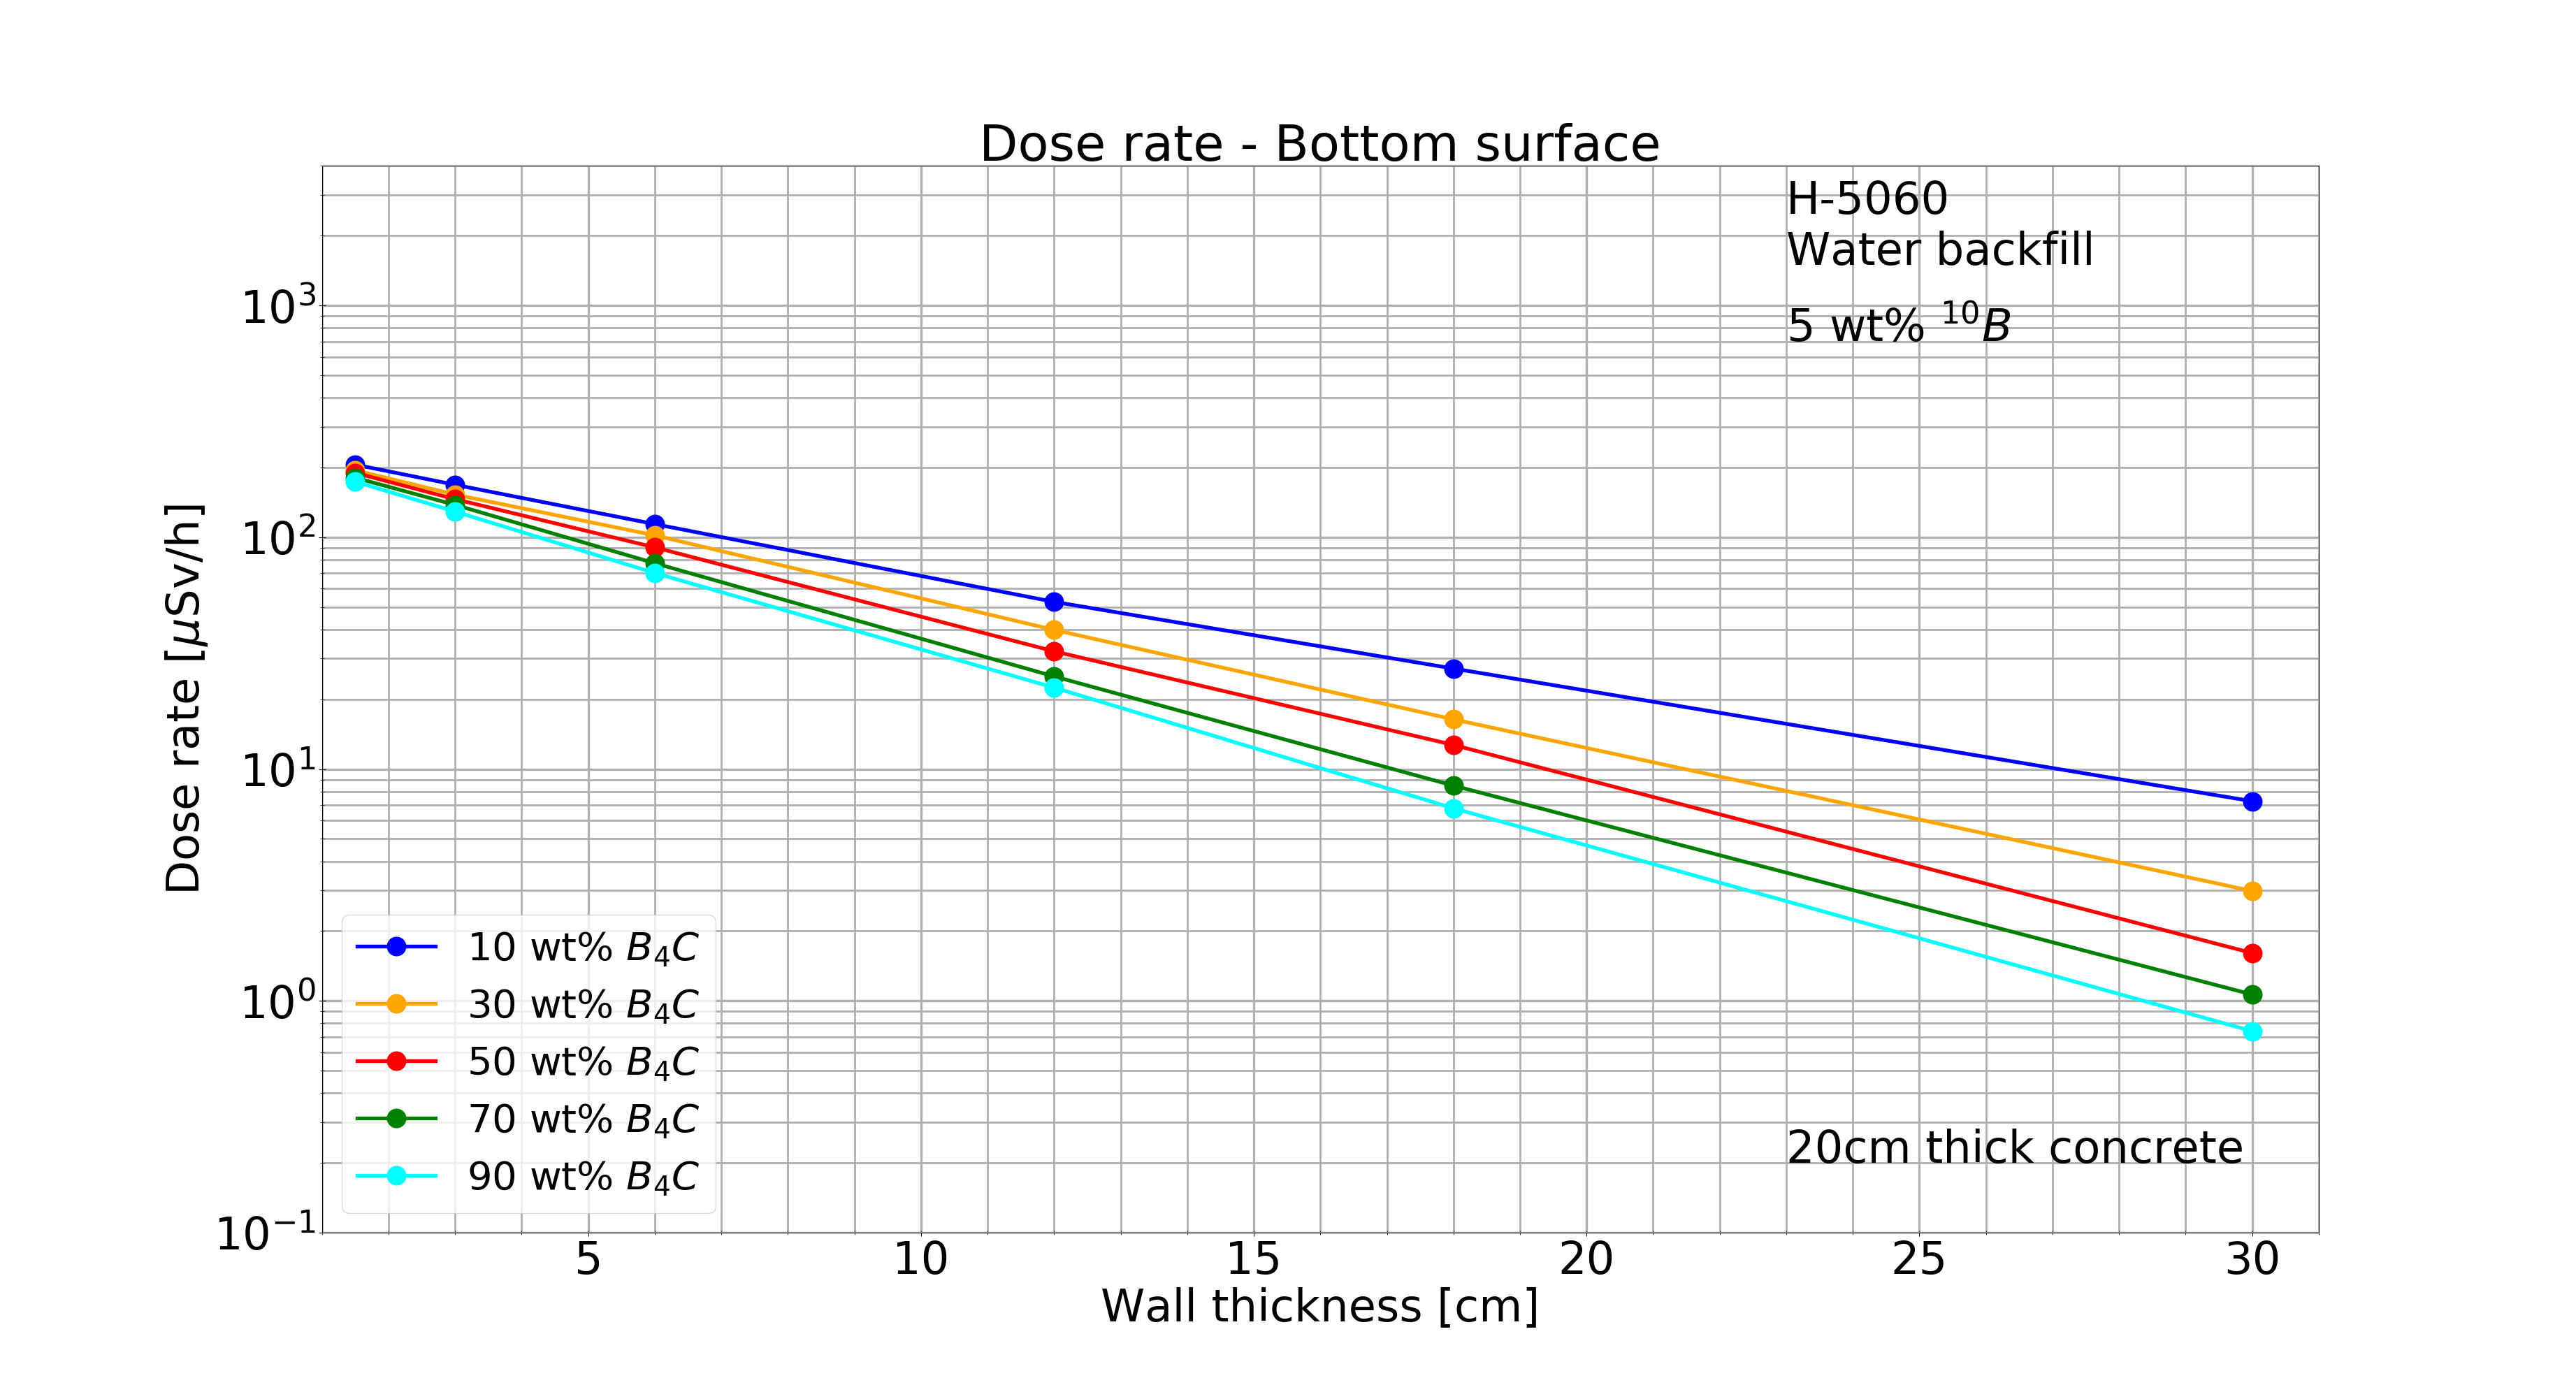 Dose rate - Bottom surface
H-5060
Water backfill
5 wt% ¹⁰B
10³
10²
10¹
10⁰
10⁻¹
Dose rate [μSv/h]
10 wt% B₄C
30 wt% B₄C
50 wt% B₄C
70 wt% B₄C
90 wt% B₄C
20cm thick concrete
5 10 15 20 25 30
Wall thickness [cm]